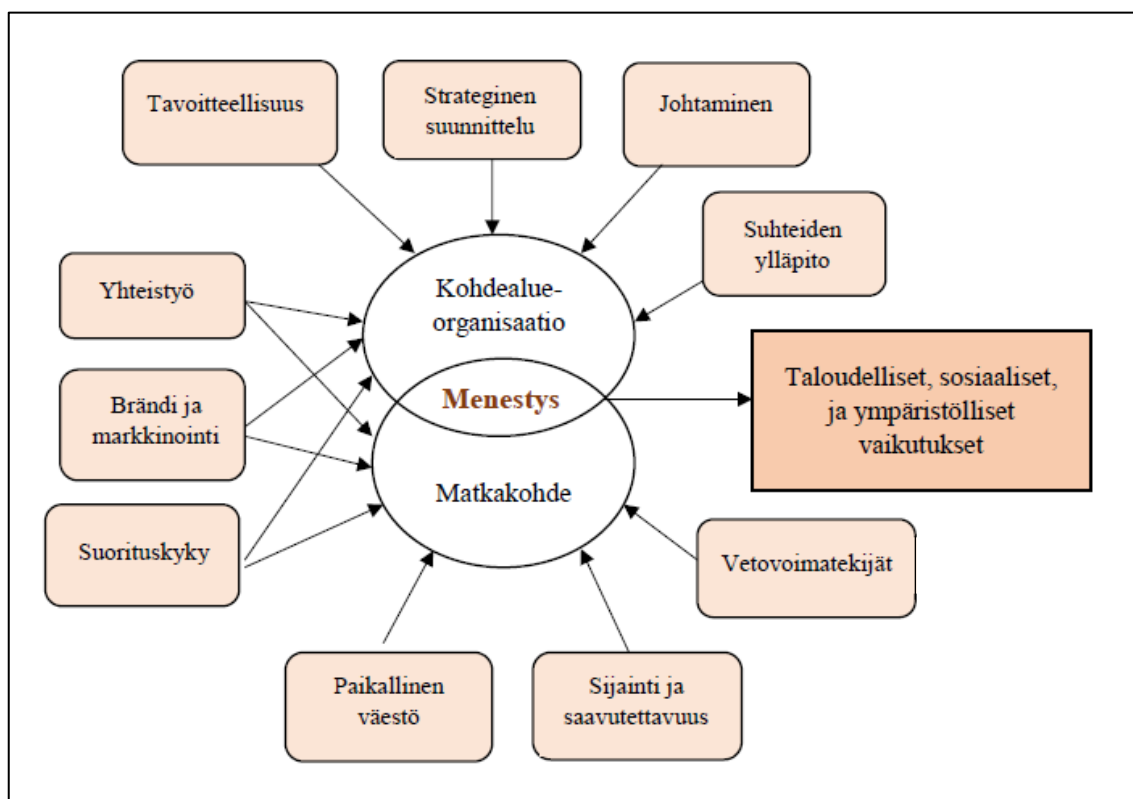 Tavoitteellisuus
Strateginen
suunnittelu
Johtaminen
Suhteiden
ylläpito
Yhteistyö
Kohdealue-
organisaatio
Brändi ja
markkinointi
Menestys
Taloudelliset, sosiaaliset,
ja ympäristölliset
vaikutukset
Suorituskyky
Matkakohde
Vetovoimatekijät
Paikallinen
väestö
Sijainti ja
saavutettavuus